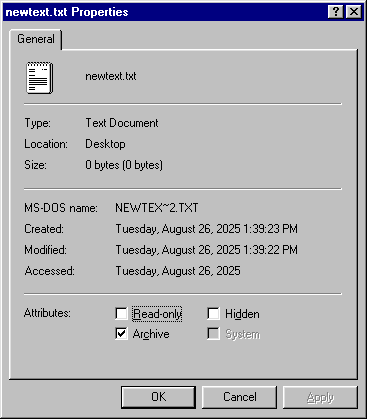 newtext.txt Properties
General
newtext.txt
Type: Text Document
Location: Desktop
Size: 0 bytes (0 bytes)
MS-DOS name: NEWTEX~2.TXT
Created: Tuesday, August 26, 2025 1:39:23 PM
Modified: Tuesday, August 26, 2025 1:39:22 PM
Accessed: Tuesday, August 26, 2025
Attributes: Read-only Hidden
Archive System
OK Cancel Apply